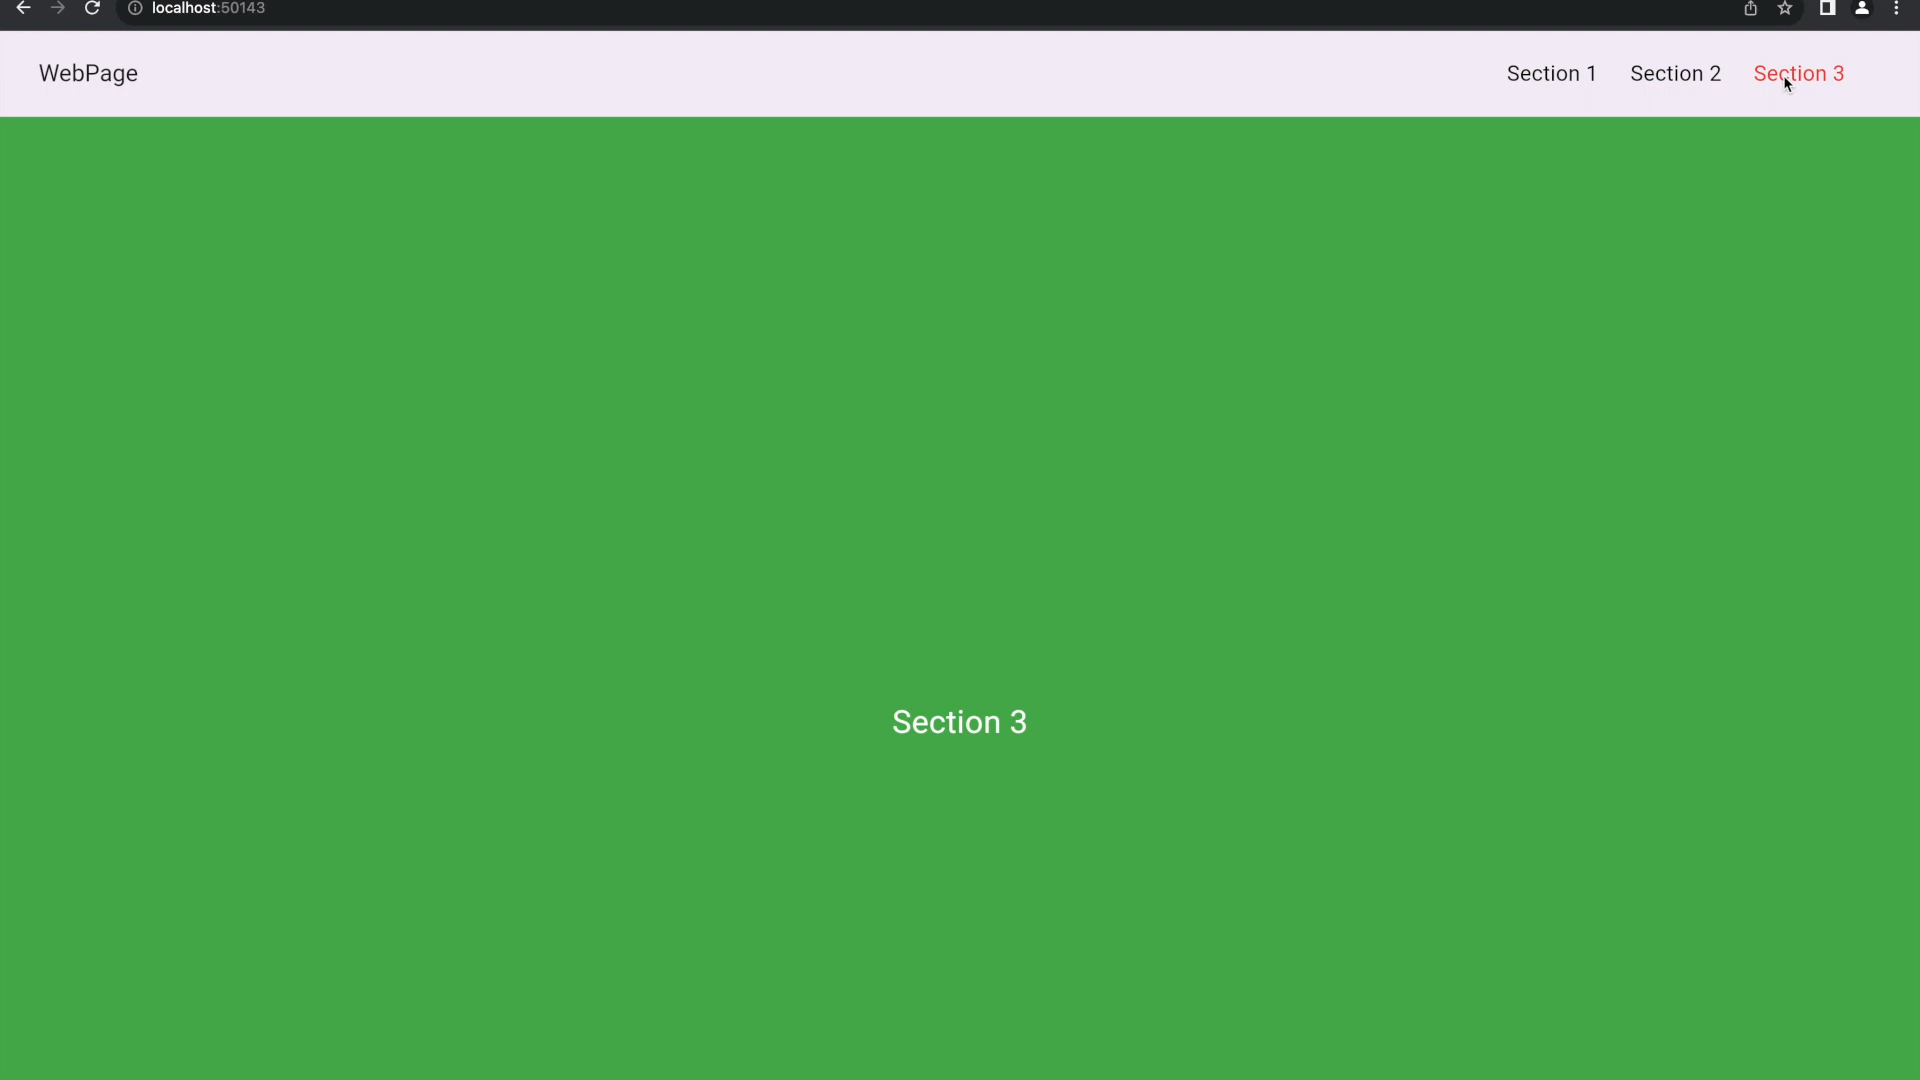 localhost:50143
WebPage
Section 1
Section 2
Section 3
Section 3